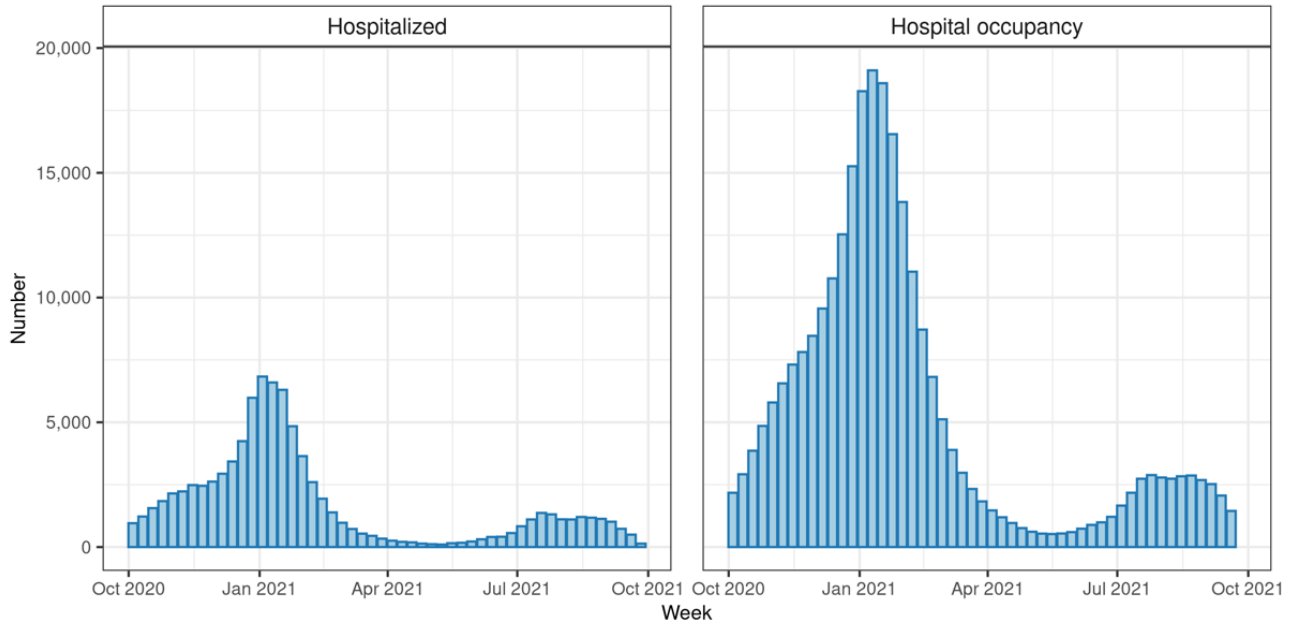 Hospitalized
Hospital occupancy
20,000
15,000
10,000
5,000
0
Number
Oct 2020 Jan 2021 Apr 2021 Jul 2021 Oct 2021
Oct 2020 Jan 2021 Apr 2021 Jul 2021 Oct 2021
Week